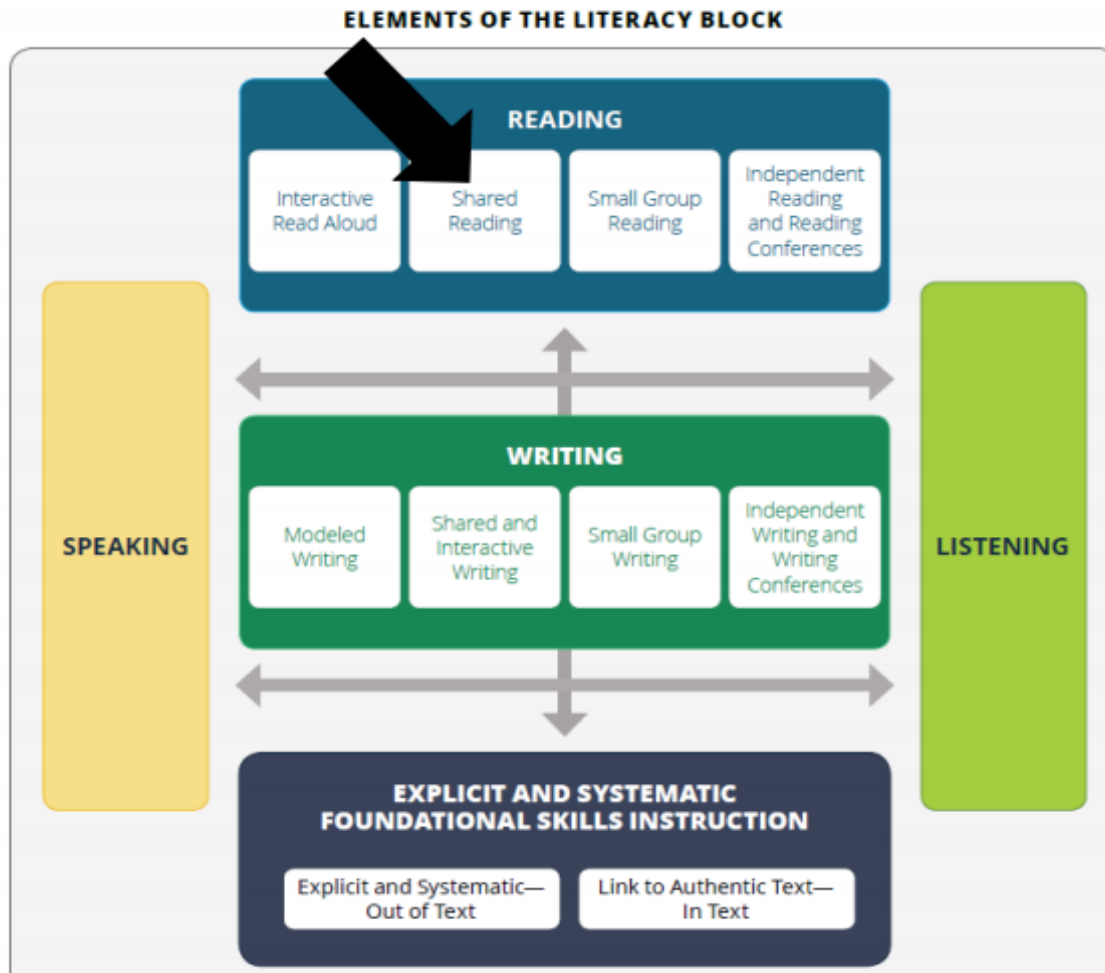 ELEMENTS OF THE LITERACY BLOCK
READING
Interactive
Read Aloud
Shared
Reading
Small Group
Reading
Independent
Reading
and Reading
Conferences
SPEAKING
WRITING
Modeled
Writing
Shared and
Interactive
Writing
Small Group
Writing
Independent
Writing and
Writing
Conferences
LISTENING
EXPLICIT AND SYSTEMATIC
FOUNDATIONAL SKILLS INSTRUCTION
Explicit and Systematic—
Out of Text
Link to Authentic Text—
In Text